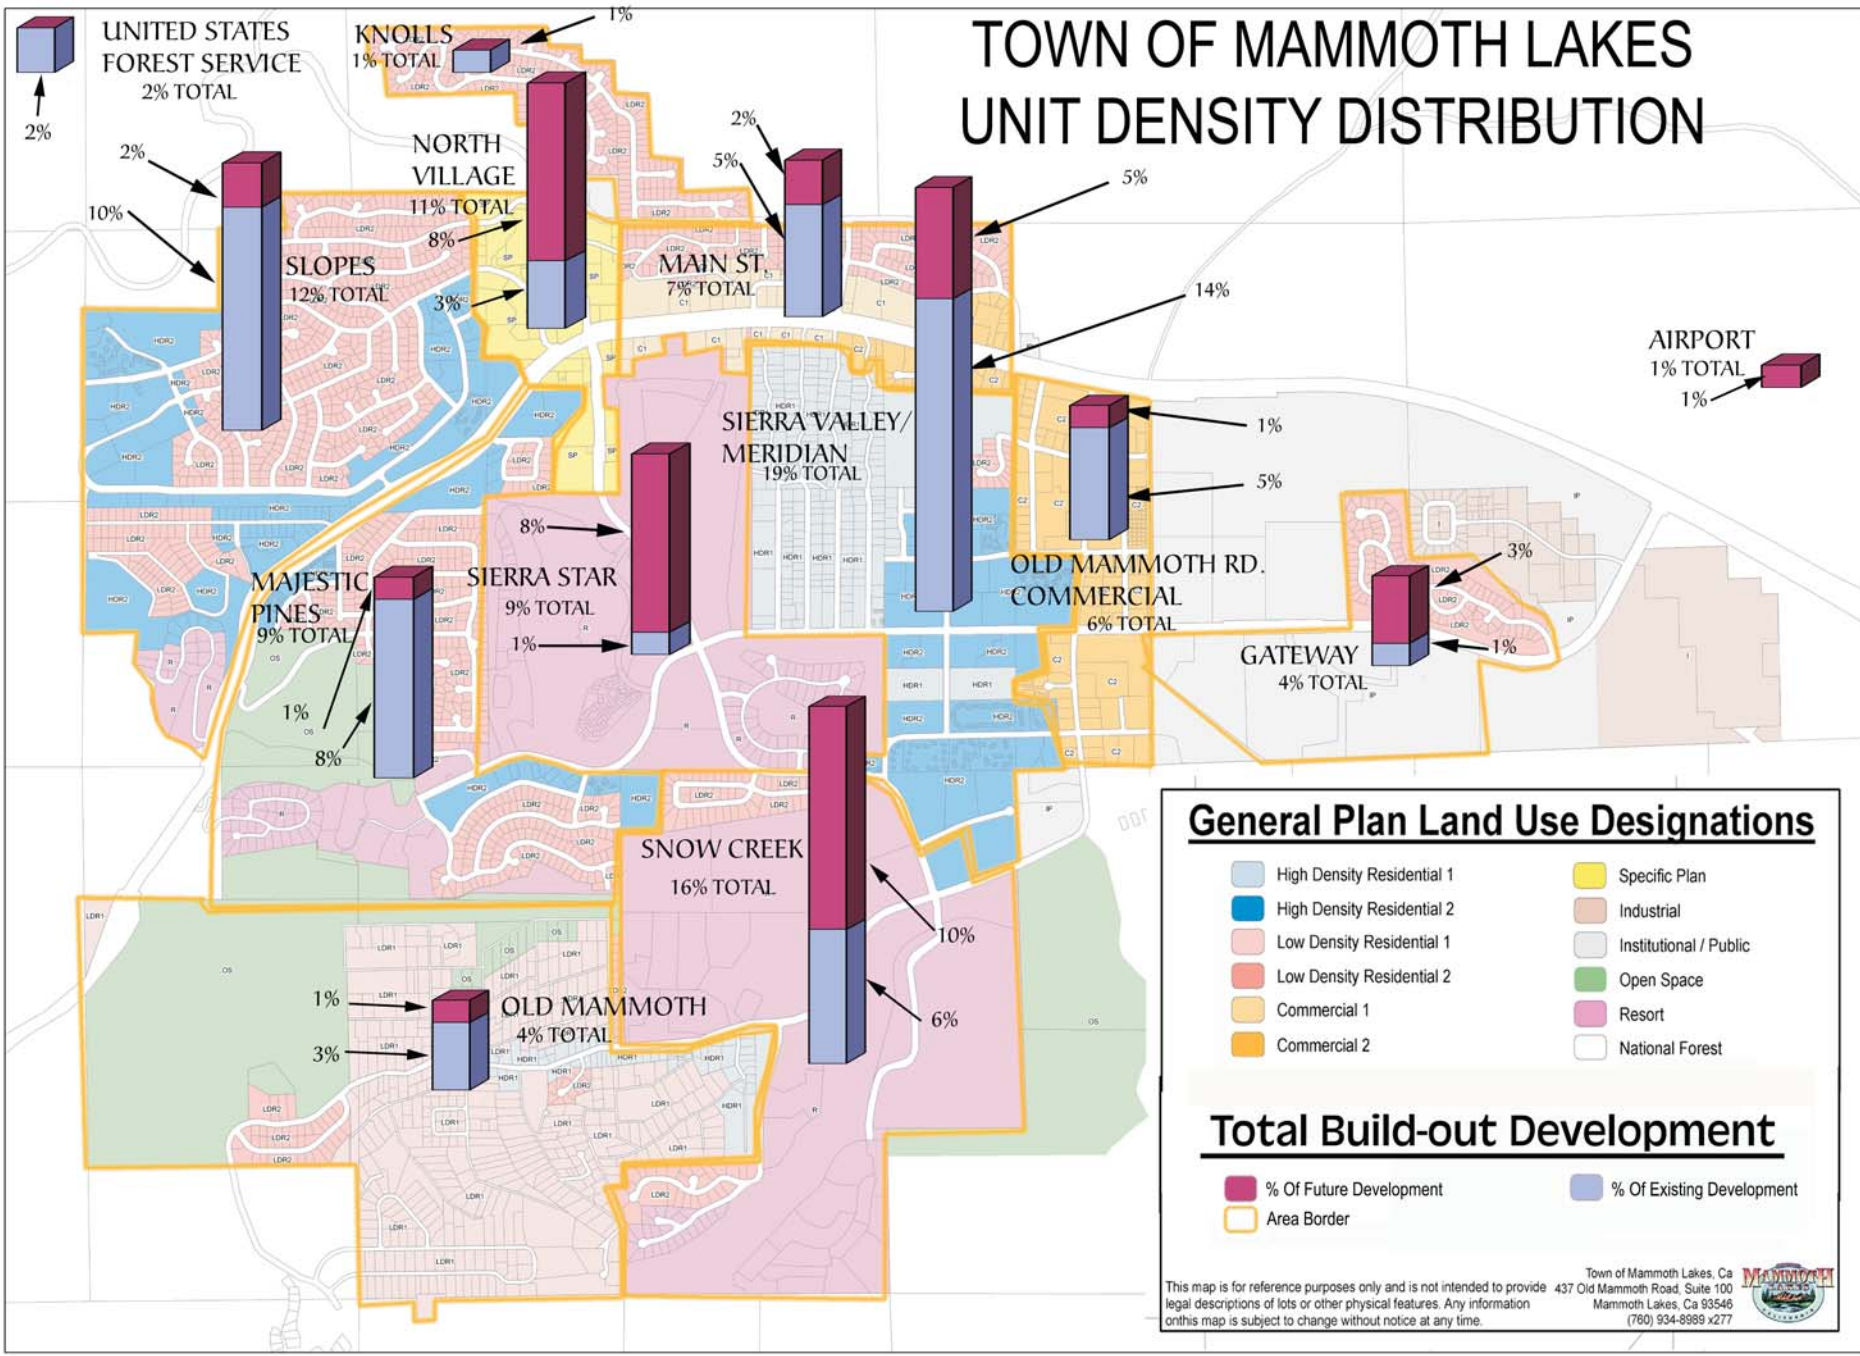 TOWN OF MAMMOTH LAKES
UNIT DENSITY DISTRIBUTION
UNITED STATES
FOREST SERVICE
2% TOTAL
2%
KNOLLS
1% TOTAL
1%
NORTH
VILLAGE
11% TOTAL
8%
3%
2%
10%
SLOPES
12% TOTAL
2%
5%
MAIN ST.
7% TOTAL
5%
14%
SIERRA VALLEY/
MERIDIAN
19% TOTAL
AIRPORT
1% TOTAL
1%
1%
5%
OLD MAMMOTH RD.
COMMERCIAL
6% TOTAL
3%
1%
GATEWAY
4% TOTAL
8%
SIERRA STAR
9% TOTAL
1%
MAJESTIC
PINES
9% TOTAL
1%
8%
SNOW CREEK
16% TOTAL
10%
6%
OLD MAMMOTH
4% TOTAL
1%
3%
General Plan Land Use Designations
High Density Residential 1
High Density Residential 2
Low Density Residential 1
Low Density Residential 2
Commercial 1
Commercial 2
Specific Plan
Industrial
Institutional / Public
Open Space
Resort
National Forest
Total Build-out Development
% Of Future Development
% Of Existing Development
Area Border
This map is for reference purposes only and is not intended to provide
legal descriptions of lots or other physical features. Any information
onthis map is subject to change without notice at any time.
Town of Mammoth Lakes, Ca
437 Old Mammoth Road, Suite 100
Mammoth Lakes, Ca 93546
(760) 934-8989 x277
MAMMOTH
LAKES
CALIFORNIA